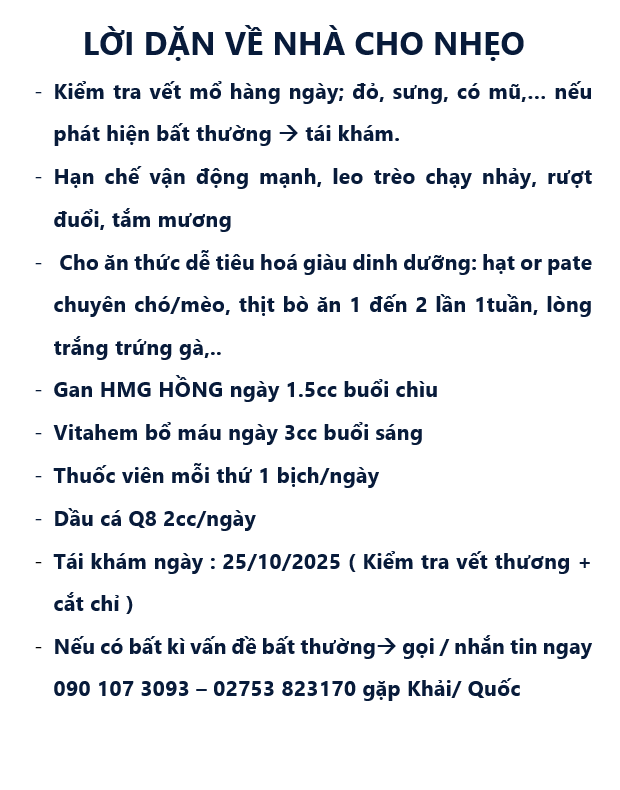 LỜI DẶN VỀ NHÀ CHO NHẸO
- Kiểm tra vết mổ hàng ngày; đỏ, sưng, có mũ,… nếu
phát hiện bất thường → tái khám.
- Hạn chế vận động mạnh, leo trèo chạy nhảy, rượt
đuổi, tắm mương
- Cho ăn thức dễ tiêu hoá giàu dinh dưỡng: hạt or pate
chuyên chó/mèo, thịt bò ăn 1 đến 2 lần 1tuần, lòng
trắng trứng gà,..
- Gan HMG HỒNG ngày 1.5cc buổi chìu
- Vitahem bổ máu ngày 3cc buổi sáng
- Thuốc viên mỗi thứ 1 bịch/ngày
- Dầu cá Q8 2cc/ngày
- Tái khám ngày : 25/10/2025 ( Kiểm tra vết thương +
cắt chỉ )
- Nếu có bất kì vấn đề bất thường→ gọi / nhắn tin ngay
090 107 3093 – 02753 823170 gặp Khải/ Quốc